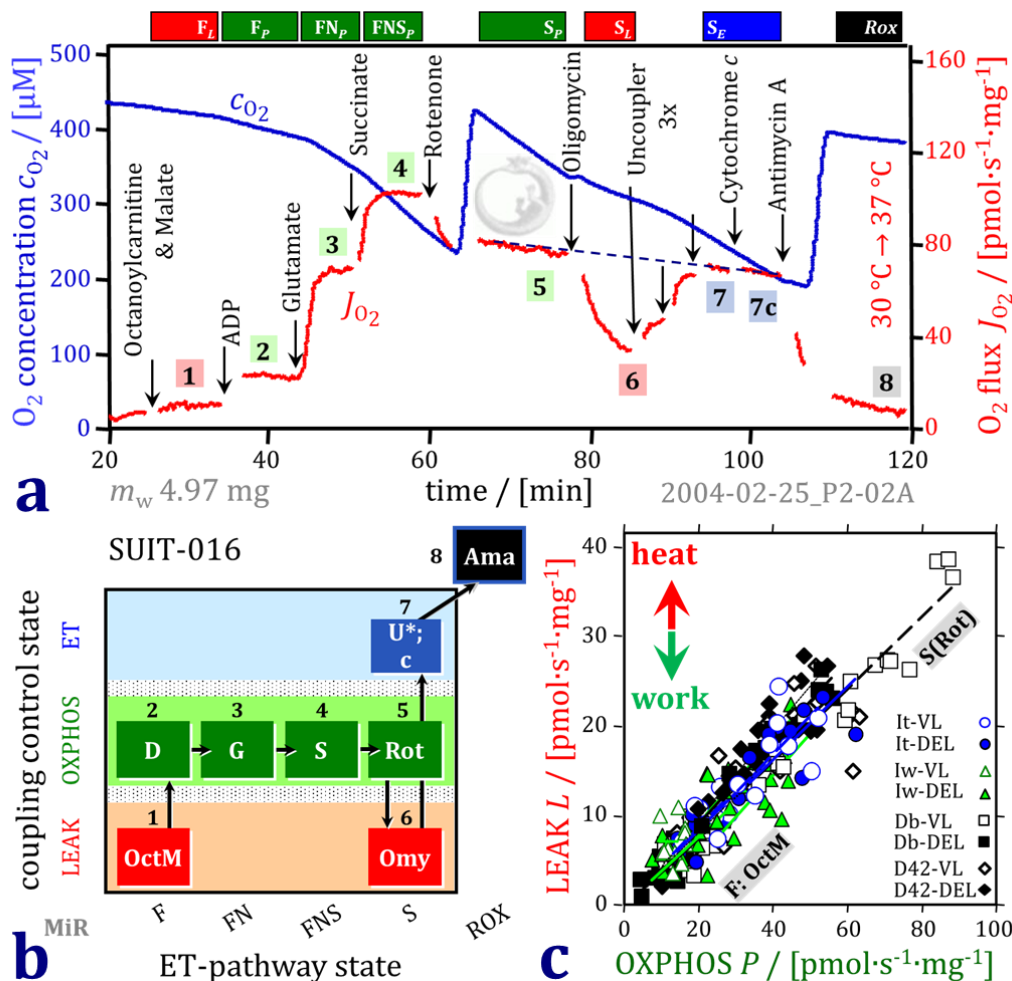 F_L F_P FN_P FNS_P S_P S_L S_E Rox
O₂ concentration c_O₂ / [µM]
500
400
300
200
100
0
c_O₂
J_O₂
Octanoylcarnitine
& Malate
ADP
Glutamate
Succinate
Rotenone
Oligomycin
Uncoupler
3x
Cytochrome c
Antimycin A
1
2
3
4
5
6
7
7c
8
160
120
80
40
0
30 °C → 37 °C
O₂ flux J_O₂ / [pmol·s⁻¹·mg⁻¹]
20 40 60 80 100 120
a
m_w 4.97 mg
time / [min]
2004-02-25_P2-02A
SUIT-016
coupling control state
ET
OXPHOS
LEAK
8
Ama
7
U*;
c
2 3 4 5
D G S Rot
1 6
OctM Omy
MiR
F FN FNS S ROX
b
ET-pathway state
LEAK L / [pmol·s⁻¹·mg⁻¹]
40
30
20
10
0
heat
work
S(Rot)
F: OctM
It-VL
It-DEL
Iw-VL
Iw-DEL
Db-VL
Db-DEL
D42-VL
D42-DEL
0 20 40 60 80 100
c
OXPHOS P / [pmol·s⁻¹·mg⁻¹]